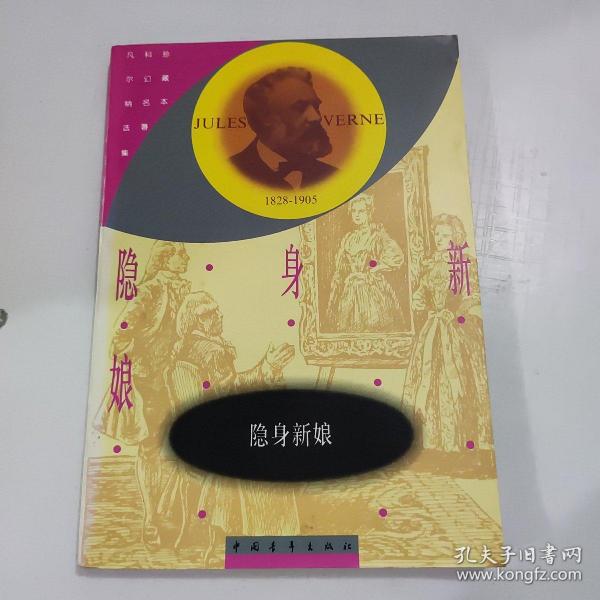 凡尔纳选集
科幻名著
珍藏本
JULES VERNE
1828-1905
隐·身·新·娘
隐身新娘
中国青年出版社
孔夫子旧书网
www.kongfz.com